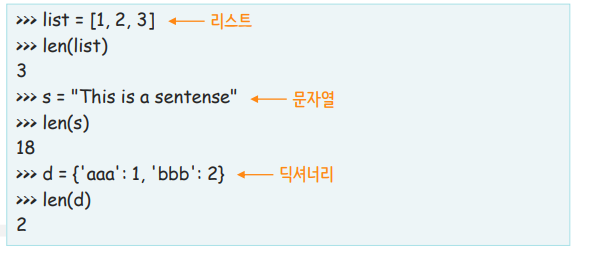 >>> list = [1, 2, 3] 리스트
>>> len(list)
3
>>> s = "This is a sentense" 문자열
>>> len(s)
18
>>> d = {'aaa': 1, 'bbb': 2} 딕셔너리
>>> len(d)
2